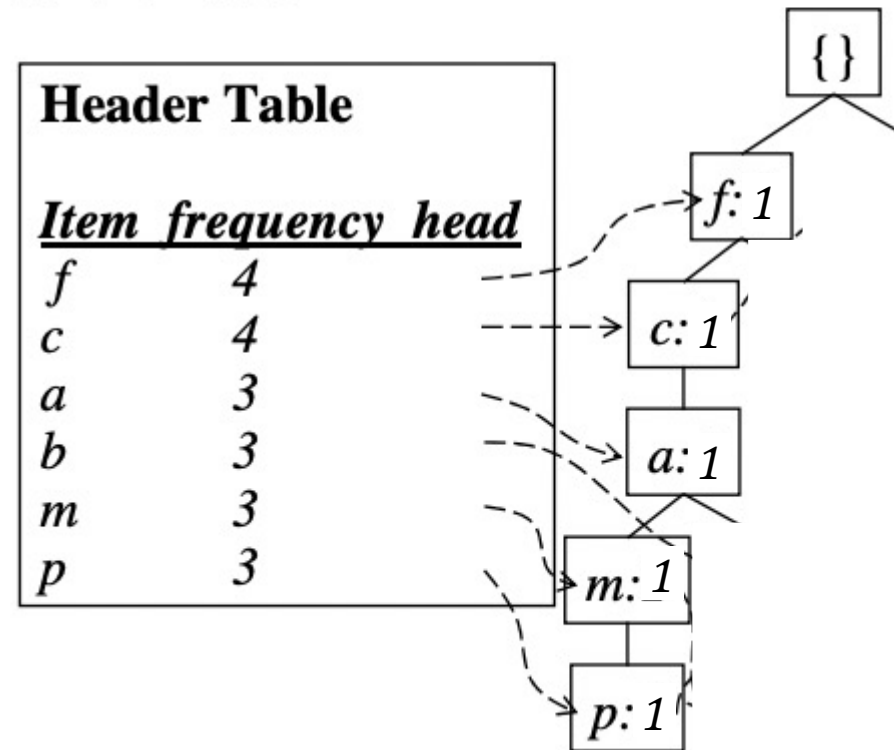 {}
Header Table
Item frequency head
f 4
c 4
a 3
b 3
m 3
p 3
f: 1
c: 1
a: 1
m: 1
p: 1